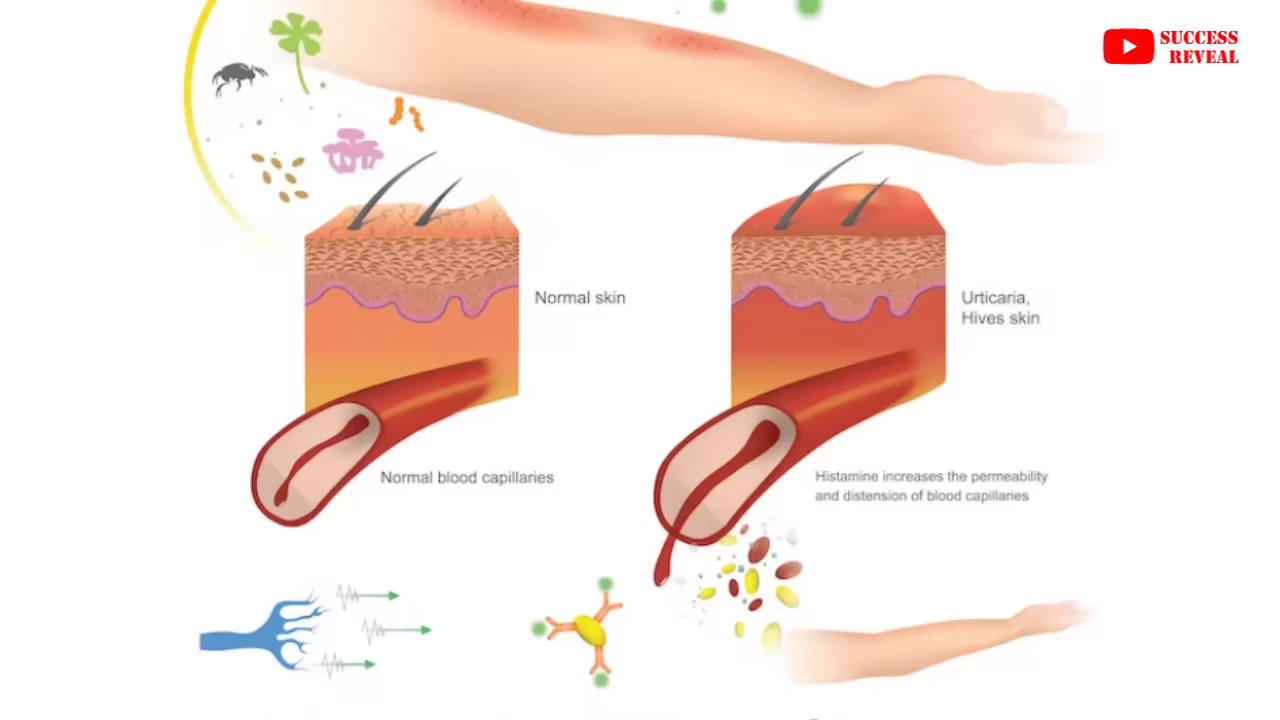 SUCCESS
REVEAL
Normal skin
Urticaria,
Hives skin
Normal blood capillaries
Histamine increases the permeability
and distension of blood capillaries